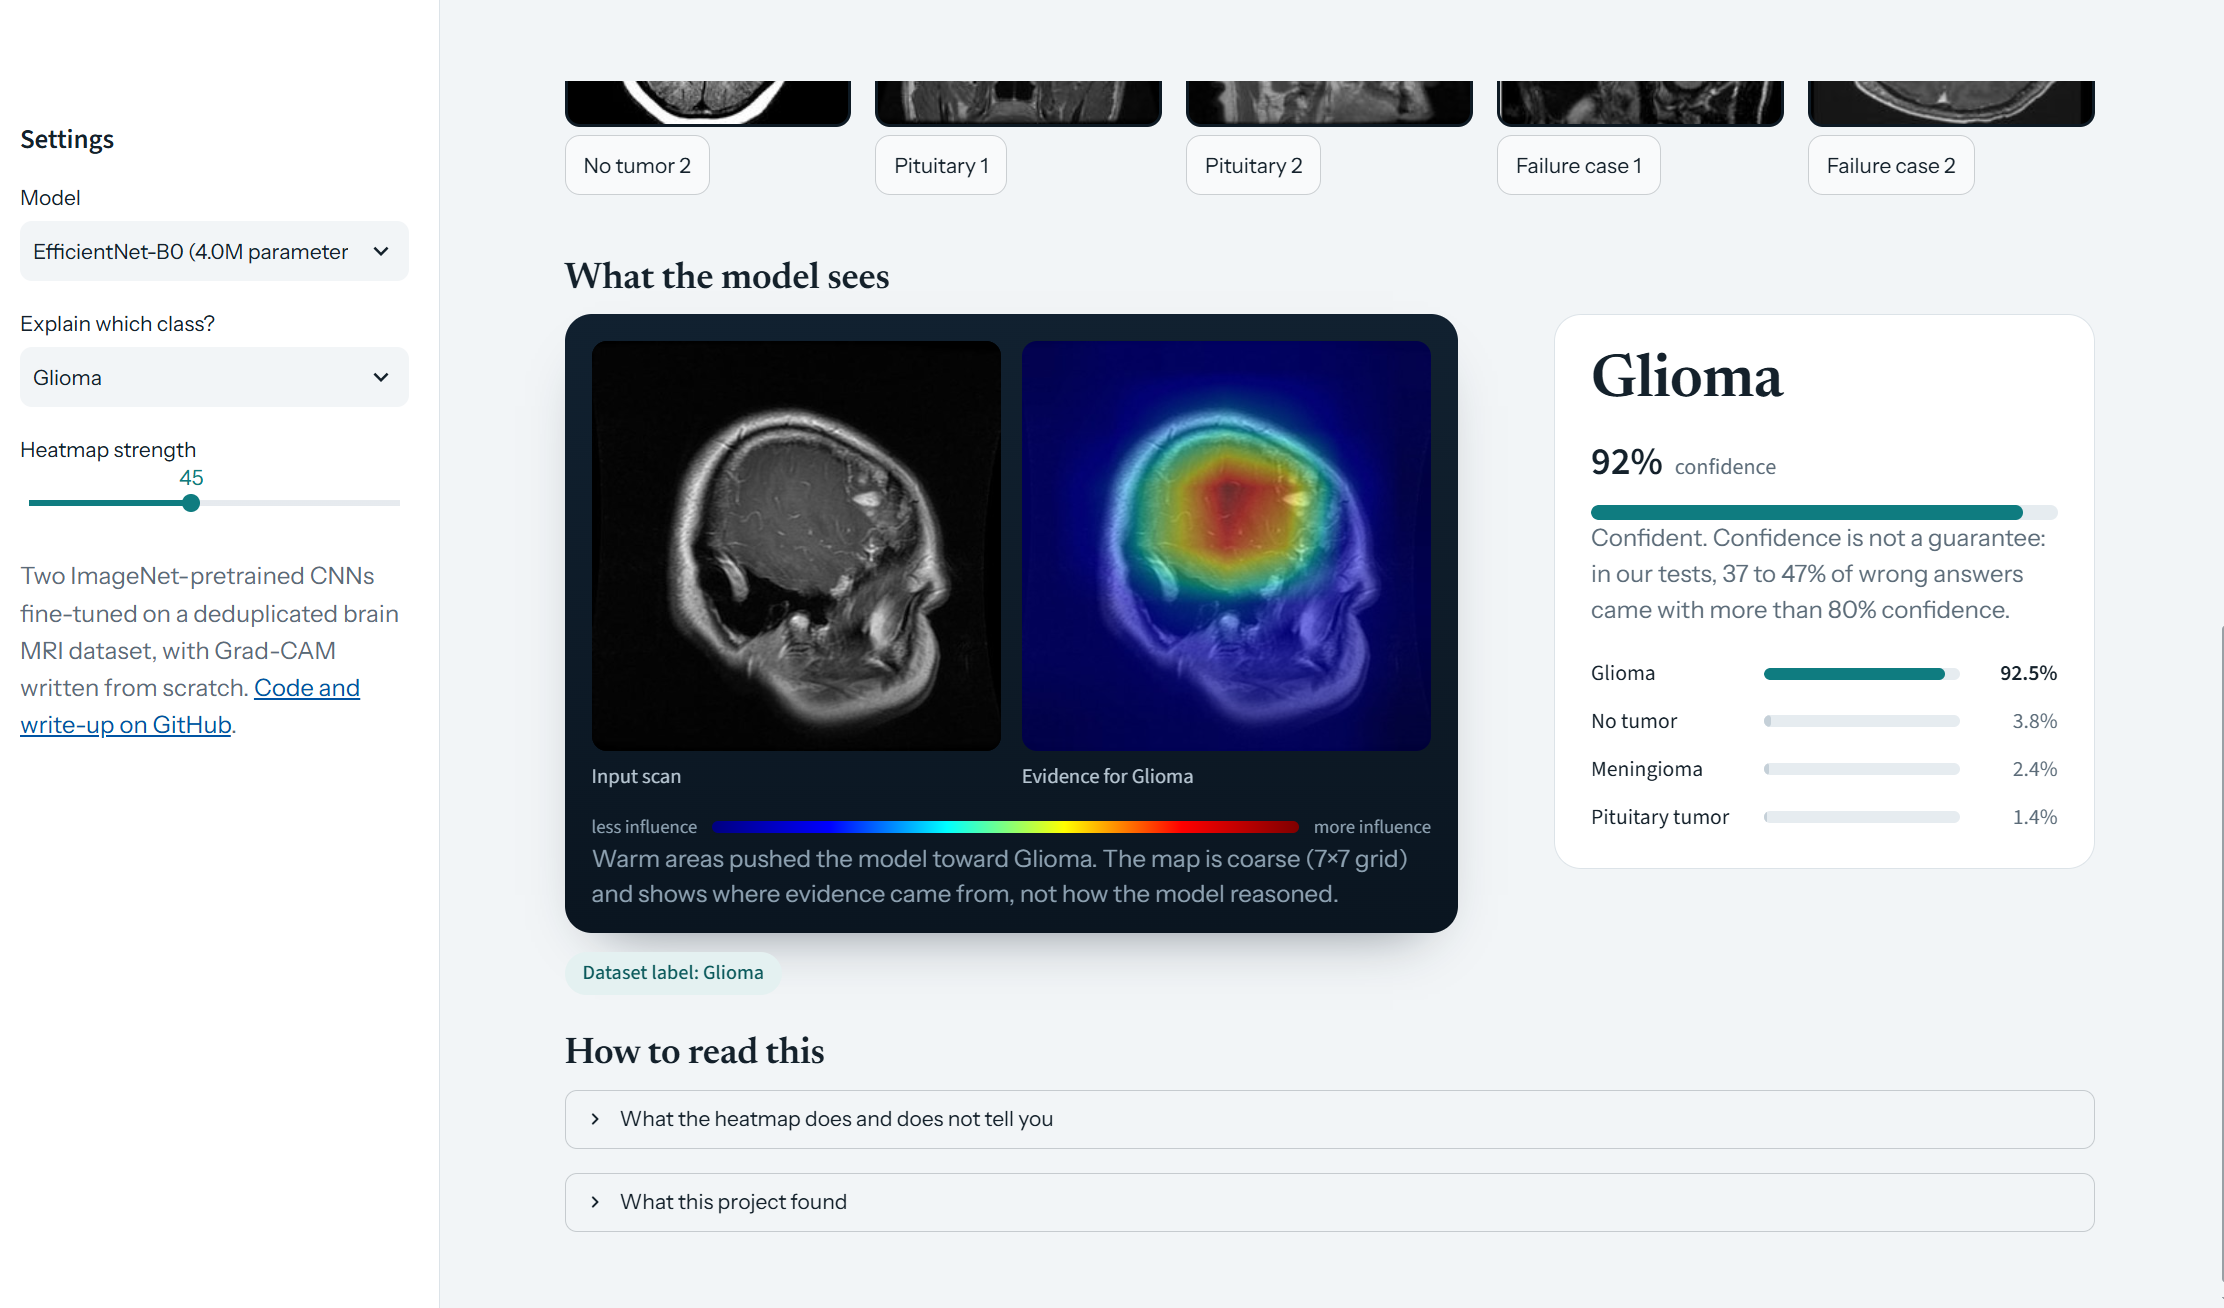 Settings
Model
EfficientNet-B0 (4.0M parameter
Explain which class?
Glioma
Heatmap strength
45
Two ImageNet-pretrained CNNs
fine-tuned on a deduplicated brain
MRI dataset, with Grad-CAM
written from scratch. Code and
write-up on GitHub.
No tumor 2
Pituitary 1
Pituitary 2
Failure case 1
Failure case 2
What the model sees
Input scan
Evidence for Glioma
less influence
more influence
Warm areas pushed the model toward Glioma. The map is coarse (7×7 grid)
and shows where evidence came from, not how the model reasoned.
Dataset label: Glioma
Glioma
92% confidence
Confident. Confidence is not a guarantee:
in our tests, 37 to 47% of wrong answers
came with more than 80% confidence.
Glioma 92.5%
No tumor 3.8%
Meningioma 2.4%
Pituitary tumor 1.4%
How to read this
What the heatmap does and does not tell you
What this project found